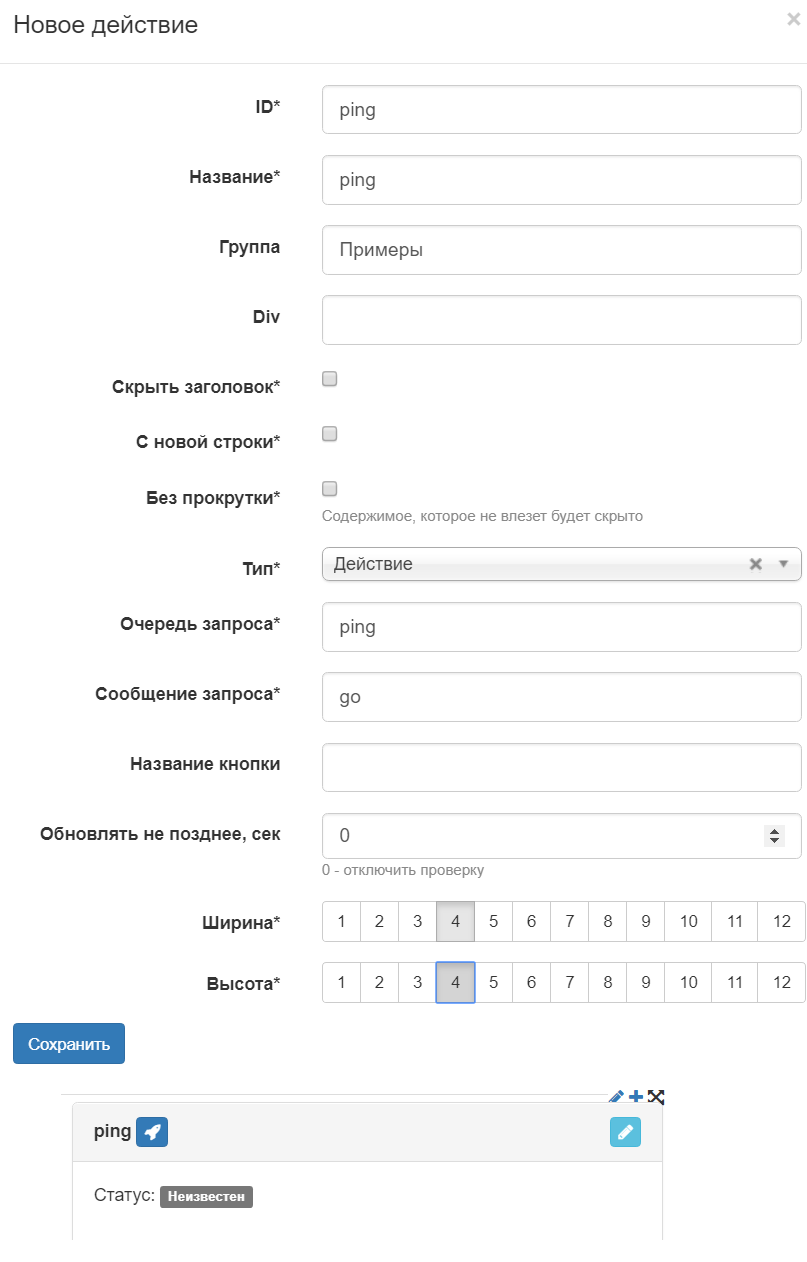 Новое действие ×
ID* ping
Название* ping
Группа Примеры
Div
Скрыть заголовок*
С новой строки*
Без прокрутки*
Содержимое, которое не влезет будет скрыто
Тип* Действие
Очередь запроса* ping
Сообщение запроса* go
Название кнопки
Обновлять не позднее, сек 0
0 - отключить проверку
Ширина* 1 2 3 4 5 6 7 8 9 10 11 12
Высота* 1 2 3 4 5 6 7 8 9 10 11 12
Сохранить
ping
Статус: Неизвестен